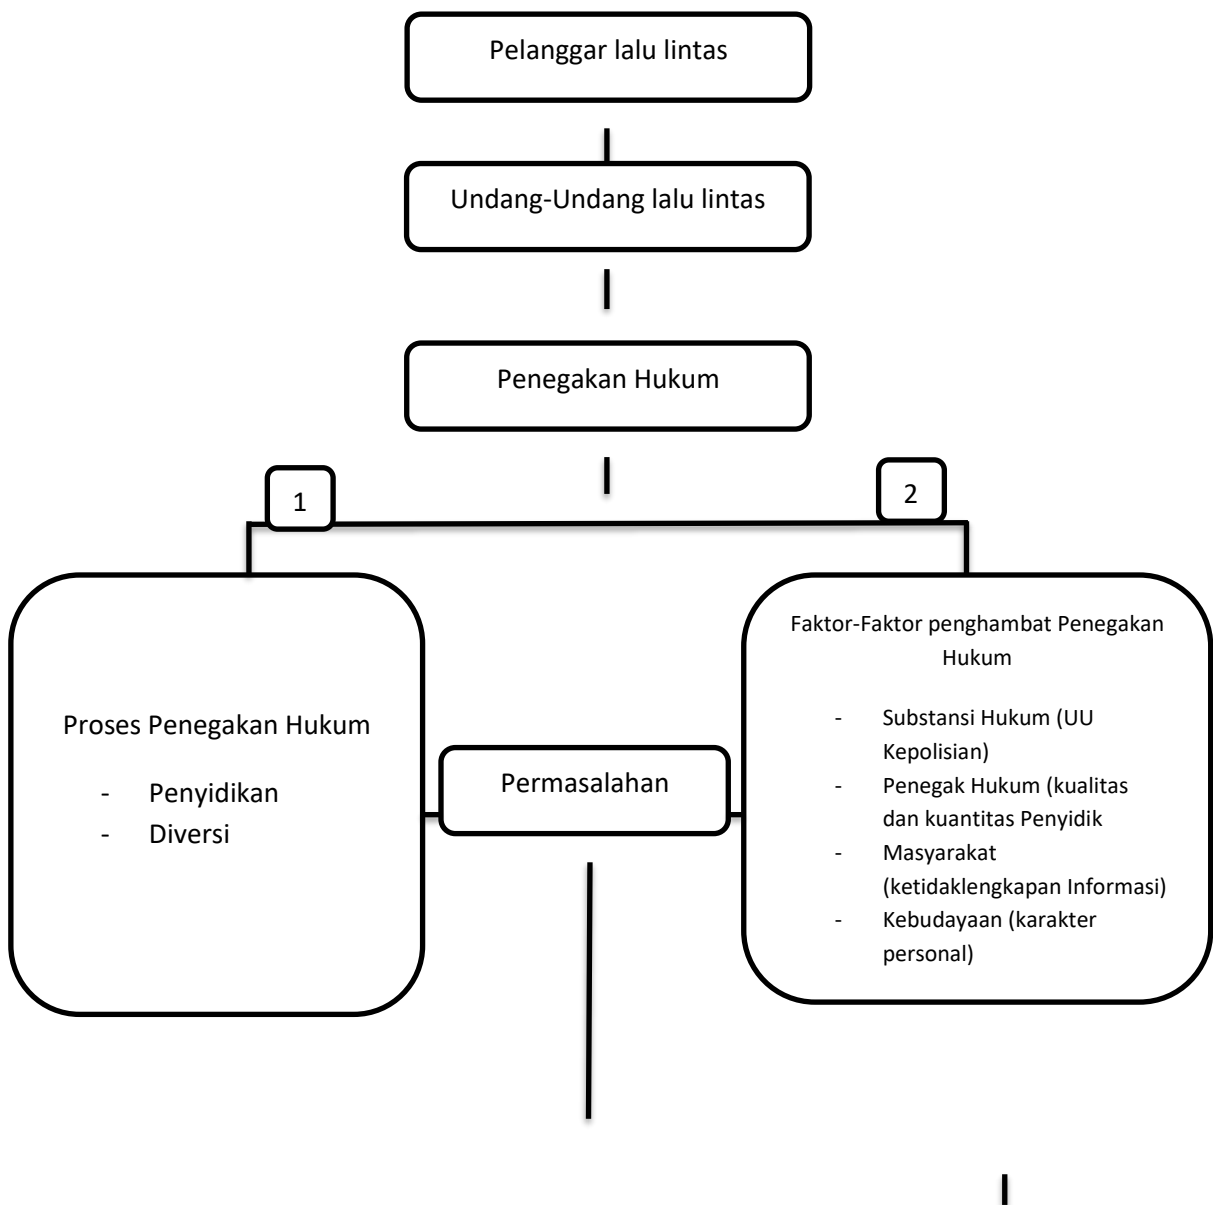 Pelanggar lalu lintas
Undang-Undang lalu lintas
Penegakan Hukum
1
2
Proses Penegakan Hukum
- Penyidikan
- Diversi
Permasalahan
Faktor-Faktor penghambat Penegakan
Hukum
- Substansi Hukum (UU
Kepolisian)
- Penegak Hukum (kualitas
dan kuantitas Penyidik
- Masyarakat
(ketidaklengkapan Informasi)
- Kebudayaan (karakter
personal)